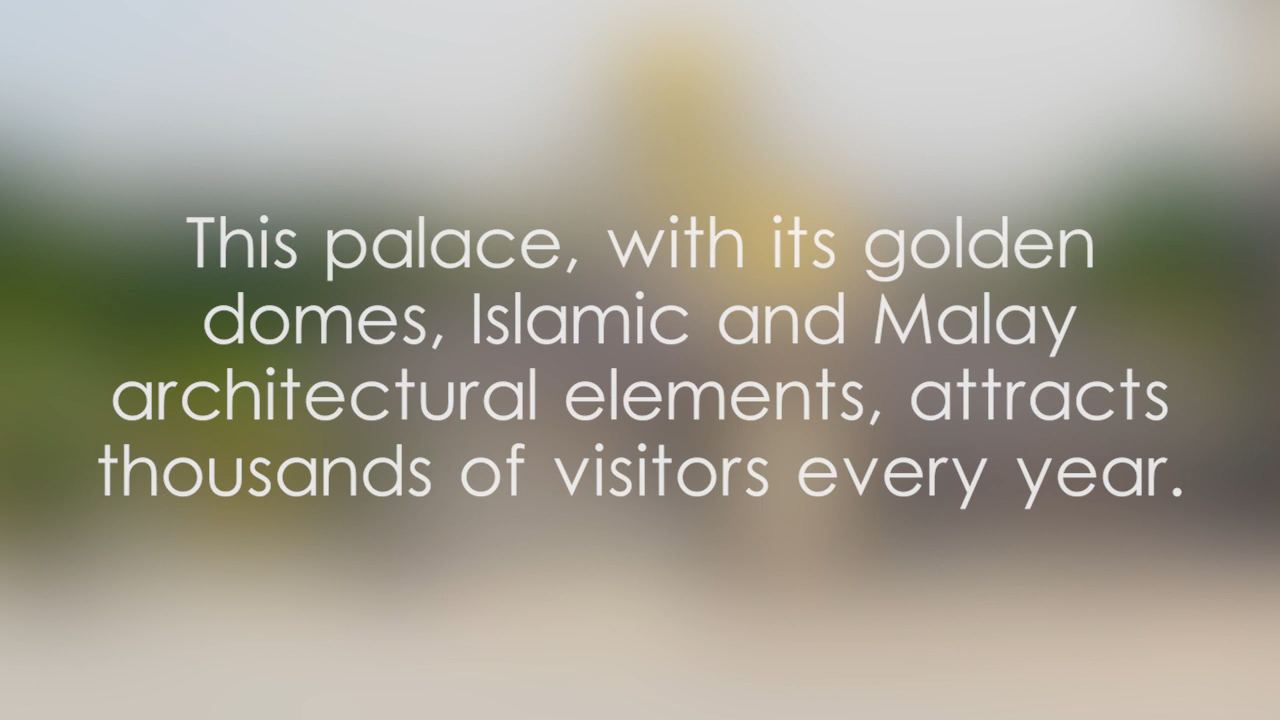 This palace, with its golden
domes, Islamic and Malay
architectural elements, attracts
thousands of visitors every year.